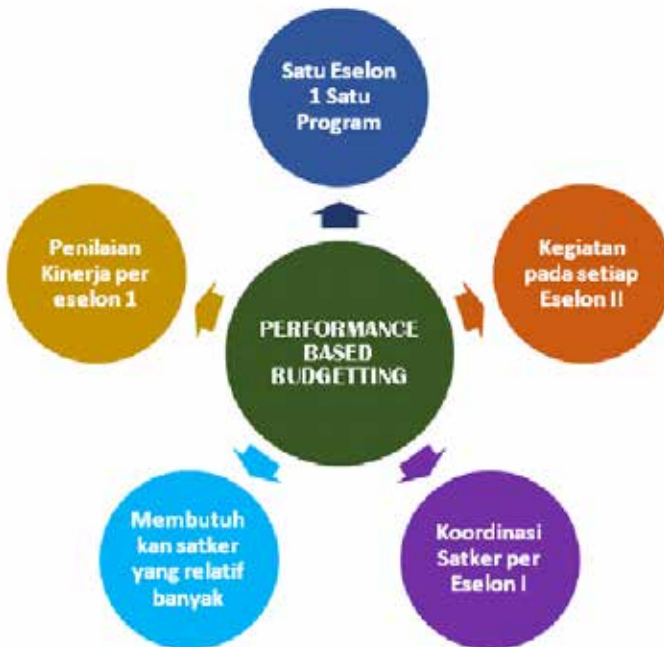 Satu Eselon
1 Satu
Program
Penilaian
Kinerja per
eselon 1
Kegiatan
pada setiap
Eselon II
PERFORMANCE
BASED
BUDGETTING
Membutuh
kan satker
yang relatif
banyak
Koordinasi
Satker per
Eselon I